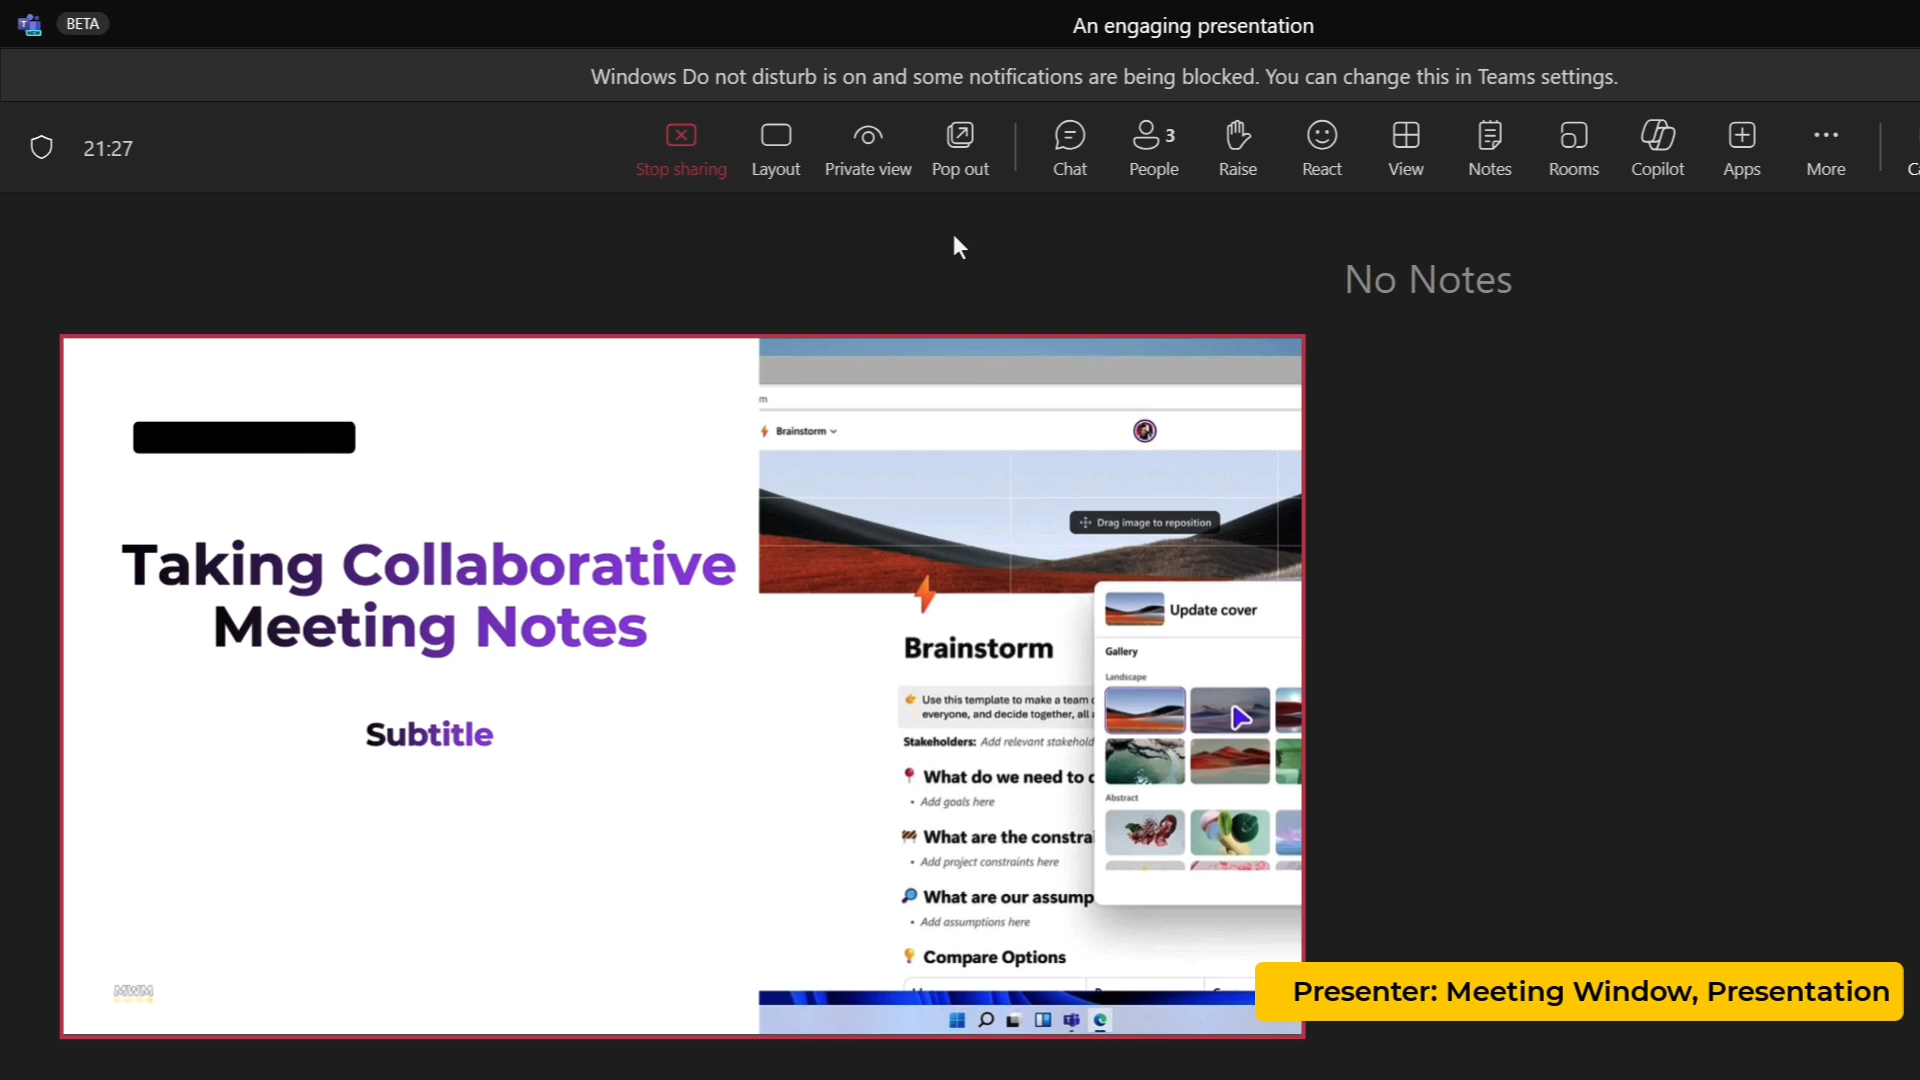 BETA
An engaging presentation
Windows Do not disturb is on and some notifications are being blocked. You can change this in Teams settings.
21:27
Stop sharing
Layout
Private view
Pop out
Chat
People
3
Raise
React
View
Notes
Rooms
Copilot
Apps
More
Ca
No Notes
Taking Collaborative
Meeting Notes
Subtitle
MWM
m
Brainstorm
Drag image to reposition
Brainstorm
Use this template to make a team
everyone, and decide together, all
Stakeholders: Add relevant stakehold
What do we need to
Add goals here
What are the constrai
Add project constraints here
What are our assump
Add assumptions here
Compare Options
Update cover
Gallery
Landscape
Abstract
Presenter: Meeting Window, Presentation